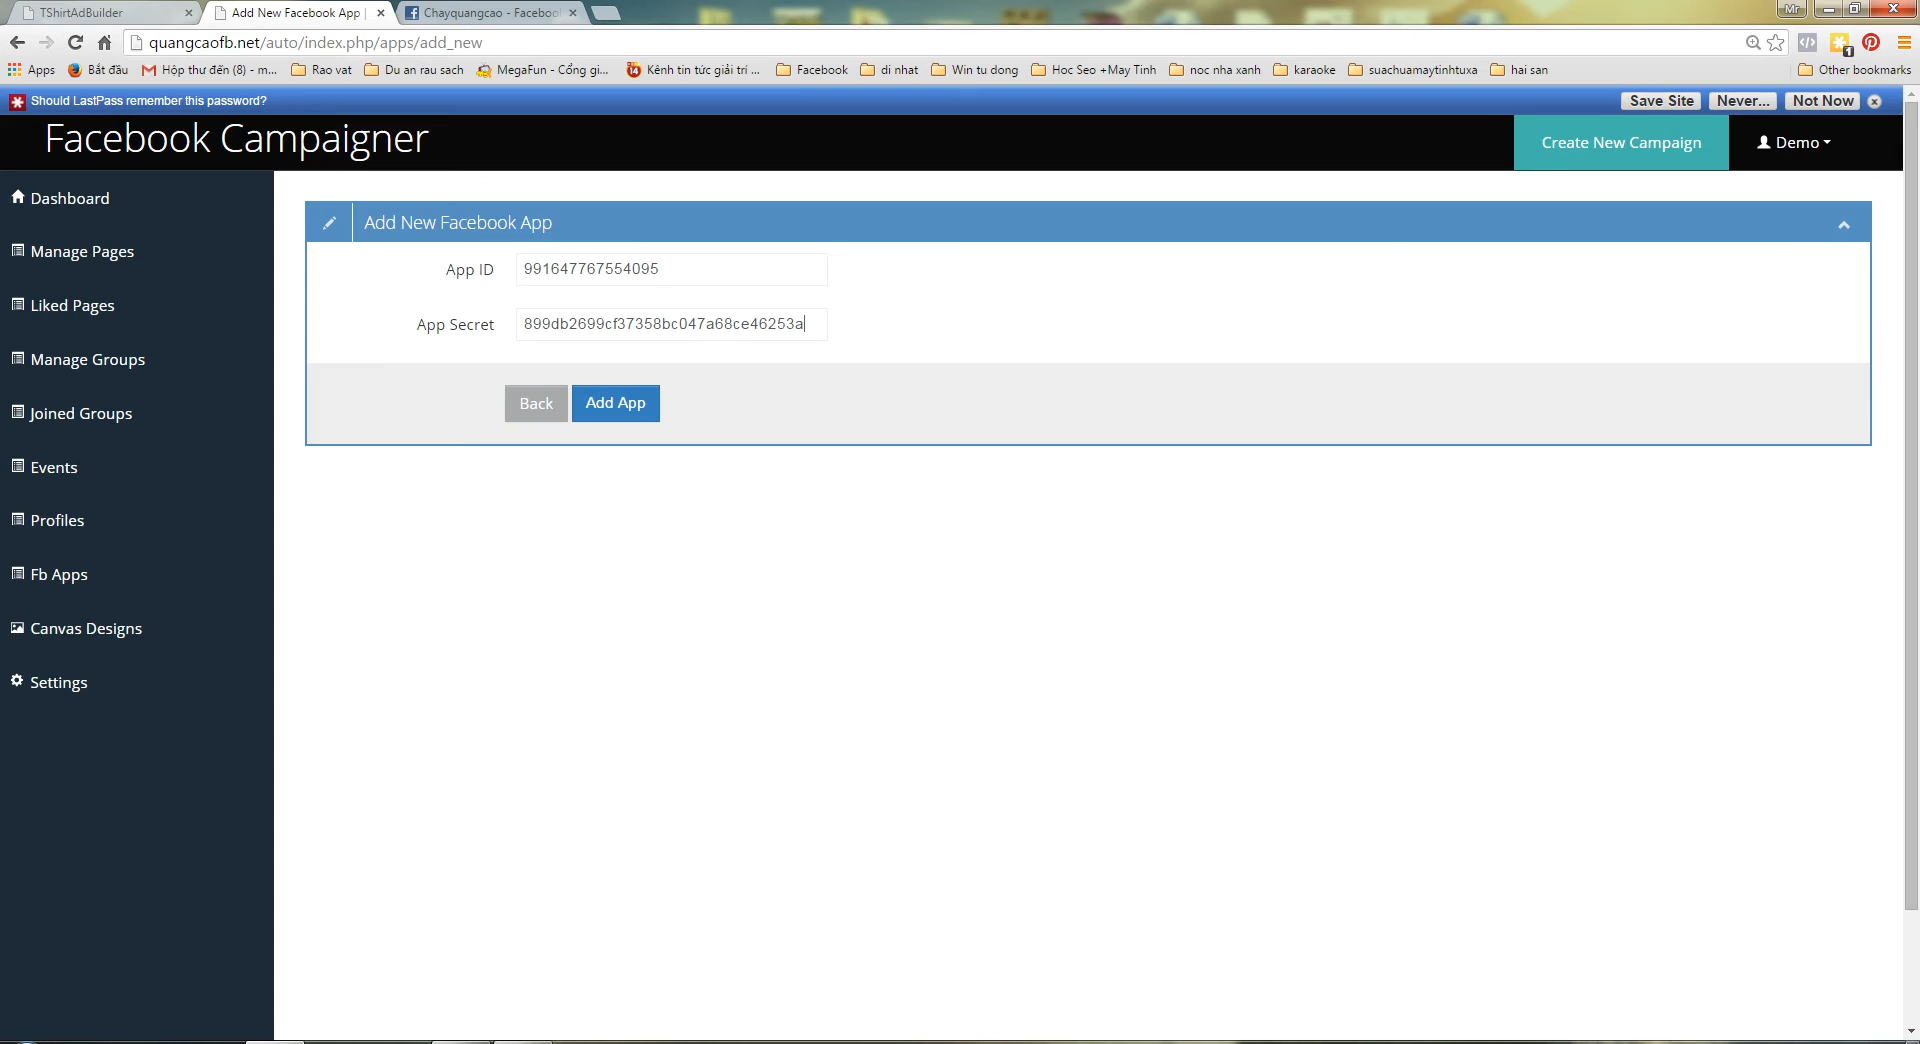 TShirtAdBuilder
Add New Facebook App |
Chayquangcao - Faceboo
Mr
quangcaofb.net/auto/index.php/apps/add_new
1
Apps
Bắt đầu
Hộp thư đến (8) - m...
Rao vat
Du an rau sach
MegaFun - Cổng gi...
14
Kênh tin tức giải trí ...
Facebook
di nhat
Win tu dong
Hoc Seo +May Tinh
noc nha xanh
karaoke
suachuamaytinhtuxa
hai san
Other bookmarks
Should LastPass remember this password?
Save Site
Never...
Not Now
Facebook Campaigner
Create New Campaign
Demo
Dashboard
Manage Pages
Liked Pages
Manage Groups
Joined Groups
Events
Profiles
Fb Apps
Canvas Designs
Settings
Add New Facebook App
App ID
991647767554095
App Secret
899db2699cf37358bc047a68ce46253a
Back
Add App